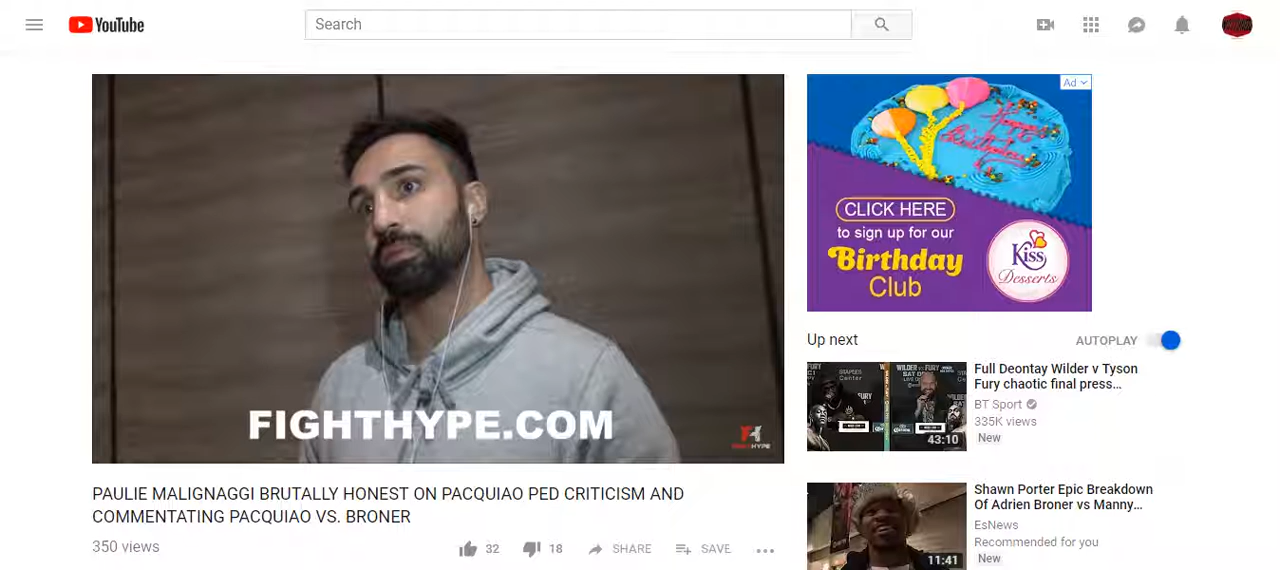 YouTube
Search
FIGHTHYPE.COM
PAULIE MALIGNAGGI BRUTALLY HONEST ON PACQUIAO PED CRITICISM AND
COMMENTATING PACQUIAO VS. BRONER
350 views
32
18
SHARE
SAVE
Ad
Happy
Birthday
CLICK HERE
to sign up for our
Birthday
Club
Kiss
Desserts
Up next
AUTOPLAY
Full Deontay Wilder v Tyson
Fury chaotic final press…
BT Sport
335K views
New
43:10
Shawn Porter Epic Breakdown
Of Adrien Broner vs Manny…
EsNews
Recommended for you
New
11:41